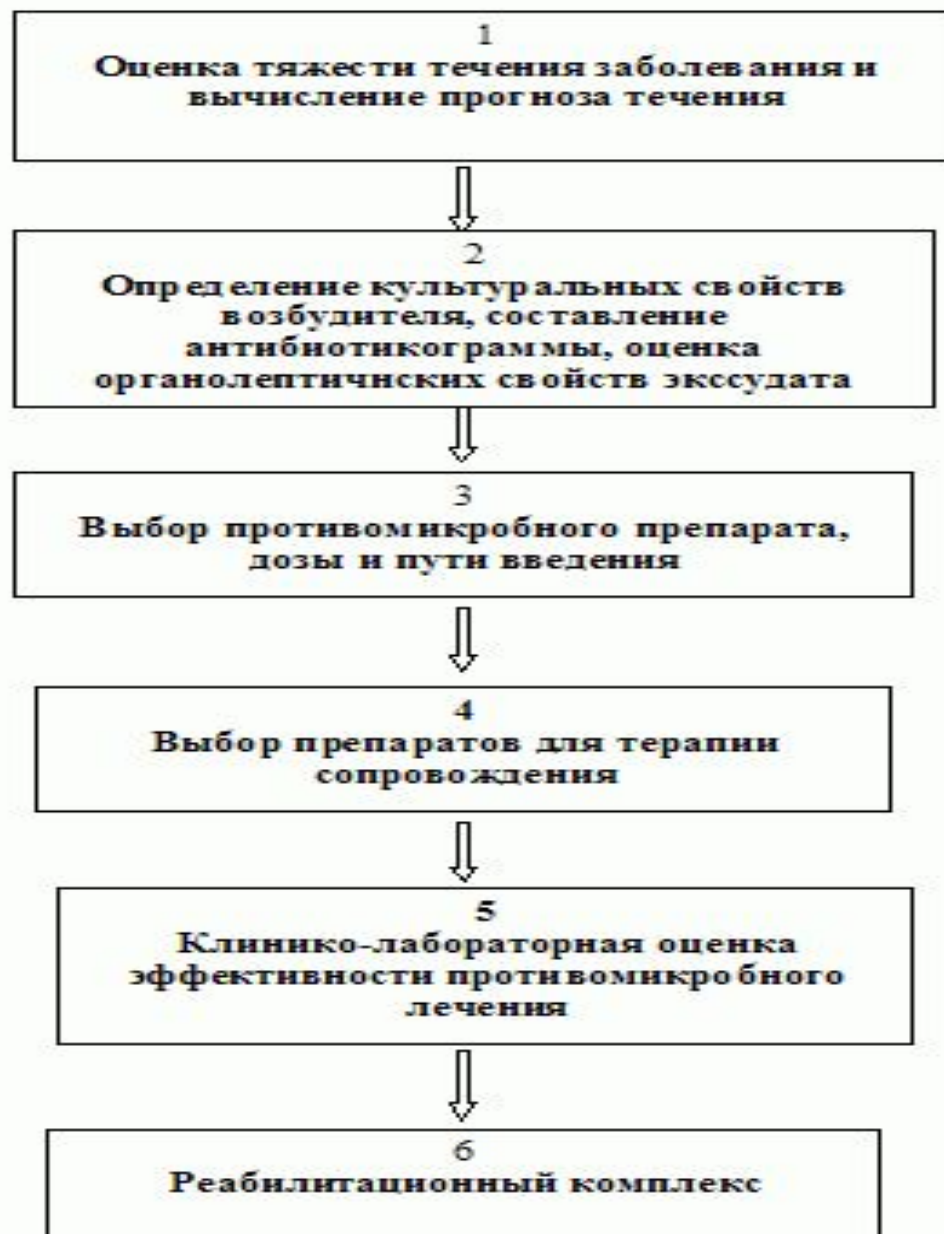 1
Оценка тяжести течения заболевания и
вычисление прогноза течения
2
Определение культуральных свойств
возбудителя, составление
антибиотикограммы, оценка
органолептичнских свойств экссудата
3
Выбор противомикробного препарата,
дозы и пути введения
4
Выбор препаратов для терапии
сопровождения
5
Клинико-лабораторная оценка
эффективности противомикробного
лечения
6
Реабилитационный комплекс